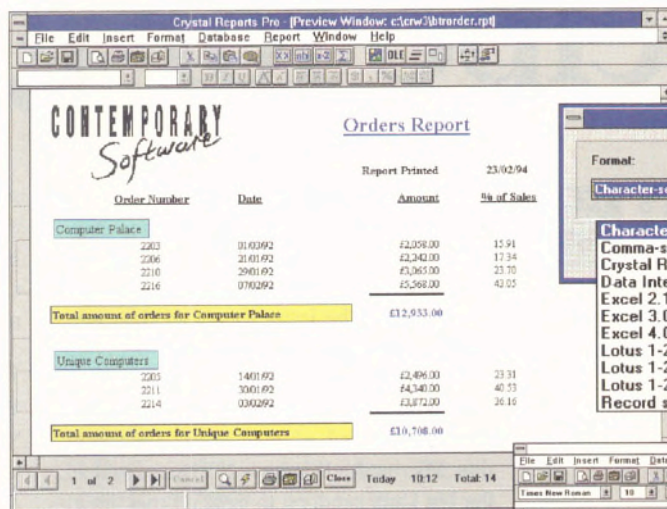 Crystal Reports Pro - [Preview Window: c:\crw3\btrorder.rpt]
File Edit Insert Format Database Report Window Help
OLE
CONTEMPORARY
Software
Orders Report
Report Printed 23/02/94
Order Number Date Amount % of Sales
Computer Palace
2203 01/03/92 £2,058.00 15.91
2206 21/01/92 £2,242.00 17.34
2210 29/01/92 £3,065.00 23.70
2216 07/02/92 £5,568.00 43.05
Total amount of orders for Computer Palace £12,933.00
Unique Computers
2205 14/01/92 £2,496.00 23.31
2211 30/01/92 £4,340.00 40.53
2214 03/02/92 £3,872.00 36.16
Total amount of orders for Unique Computers £10,708.00
1 of 2 Cancel Close Today 10:12 Total: 14
Format:
Character-se
Characte
Comma-s
Crystal R
Data Inte
Excel 2.1
Excel 3.0
Excel 4.0
Lotus 1-2
Lotus 1-2
Lotus 1-2
Record s
File Edit Insert Format Data
Times New Roman 10